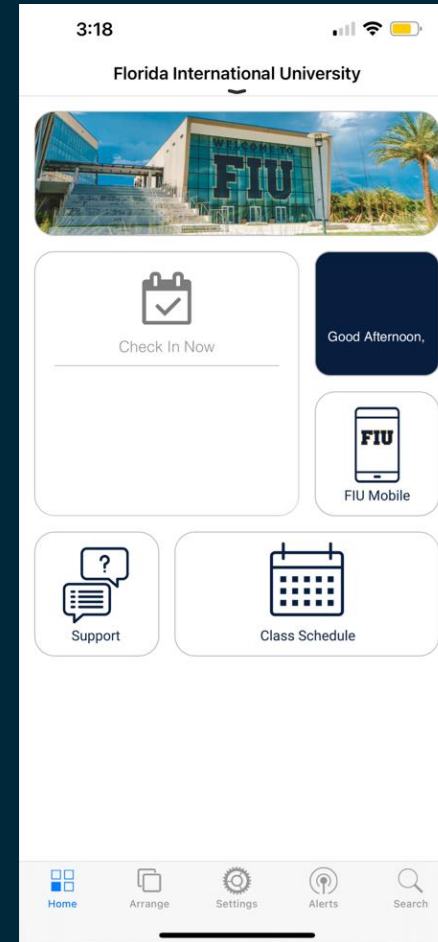 3:18
Florida International University
WELCOME TO
FIU
Check In Now
Good Afternoon,
FIU
FIU Mobile
?
Support
Class Schedule
Home
Arrange
Settings
Alerts
Search